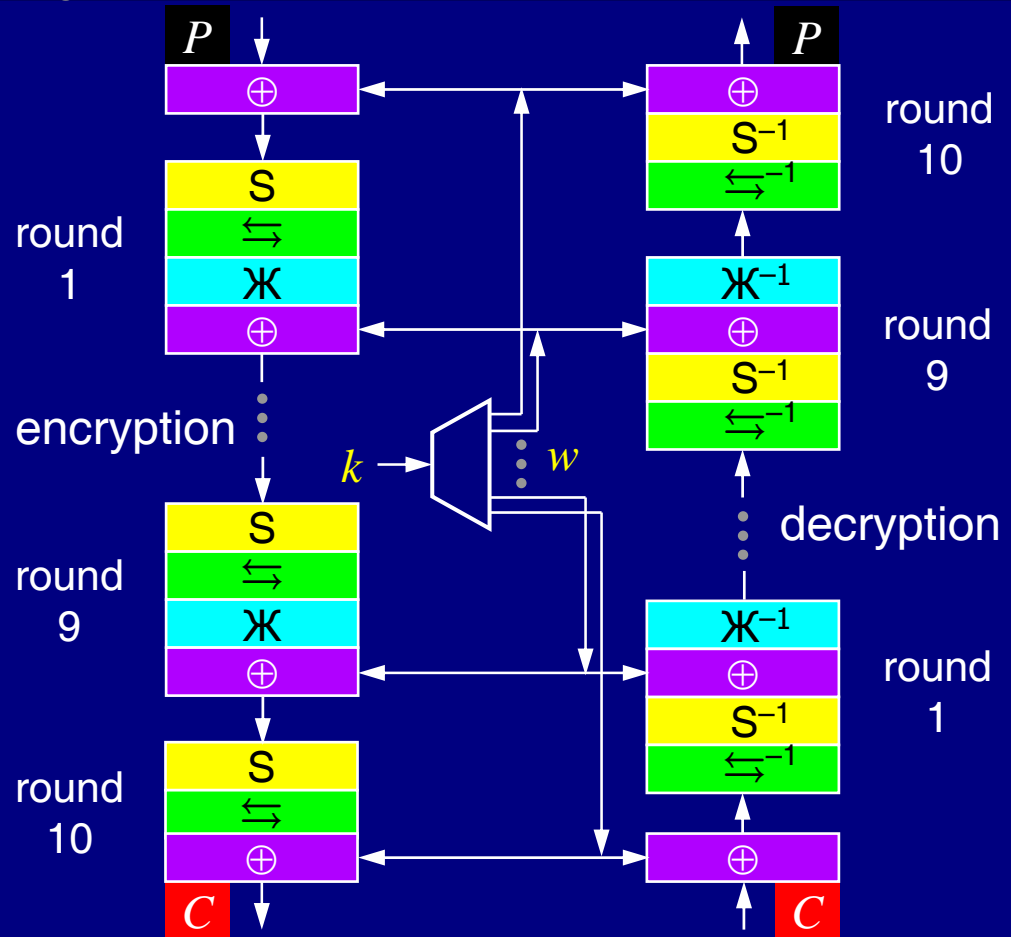 P
⊕
S
⇆
Ж
⊕
round
1
encryption
S
⇆
Ж
⊕
round
9
S
⇆
⊕
round
10
C
k
w
P
⊕
S⁻¹
⇆⁻¹
round
10
Ж⁻¹
⊕
S⁻¹
⇆⁻¹
round
9
decryption
Ж⁻¹
⊕
S⁻¹
⇆⁻¹
round
1
⊕
C